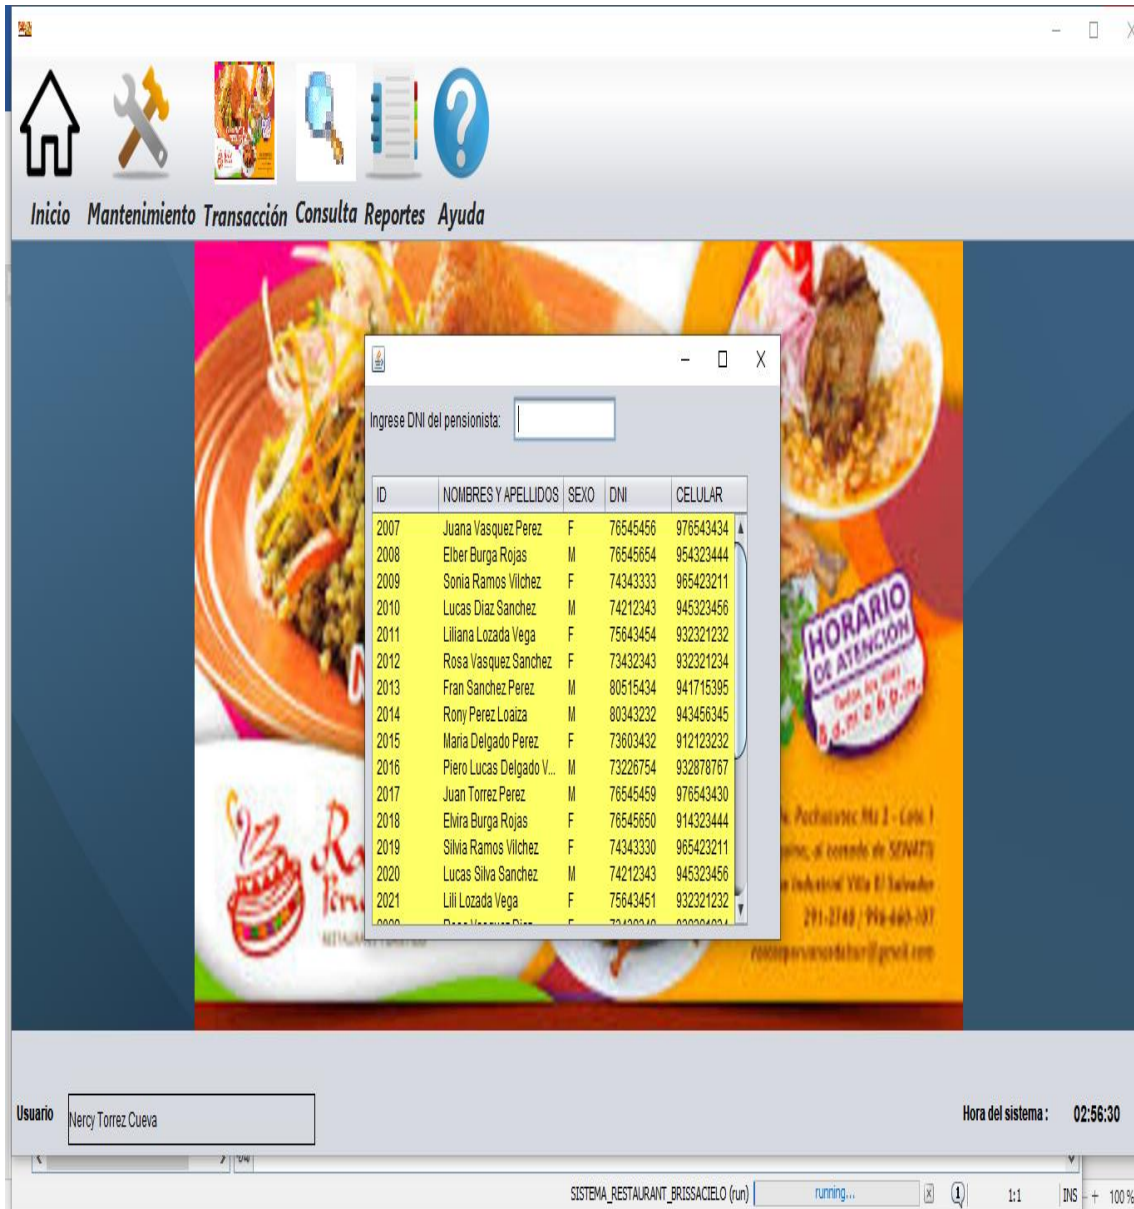 Inicio Mantenimiento Transacción Consulta Reportes Ayuda
Ingrese DNI del pensionista:
ID NOMBRES Y APELLIDOS SEXO DNI CELULAR
2007 Juana Vasquez Perez F 76545456 976543434
2008 Elber Burga Rojas M 76545654 954323444
2009 Sonia Ramos Vilchez F 74343333 965423211
2010 Lucas Diaz Sanchez M 74212343 945323456
2011 Liliana Lozada Vega F 75643454 932321232
2012 Rosa Vasquez Sanchez F 73432343 932321234
2013 Fran Sanchez Perez M 80515434 941715395
2014 Rony Perez Loaiza M 80343232 943456345
2015 Maria Delgado Perez F 73603432 912123232
2016 Piero Lucas Delgado V... M 73226754 932878767
2017 Juan Torrez Perez M 76545459 976543430
2018 Elvira Burga Rojas F 76545650 914323444
2019 Silvia Ramos Vilchez F 74343330 965423211
2020 Lucas Silva Sanchez M 74212343 945323456
2021 Lili Lozada Vega F 75643451 932321232
HORARIO
DE ATENCIÓN
Todos los días
8 a.m a 6 p.m.
Usuario Nercy Torrez Cueva
Hora del sistema : 02:56:30
SISTEMA_RESTAURANT_BRISSACIELO (run) running... 1 1:1 INS 100 %